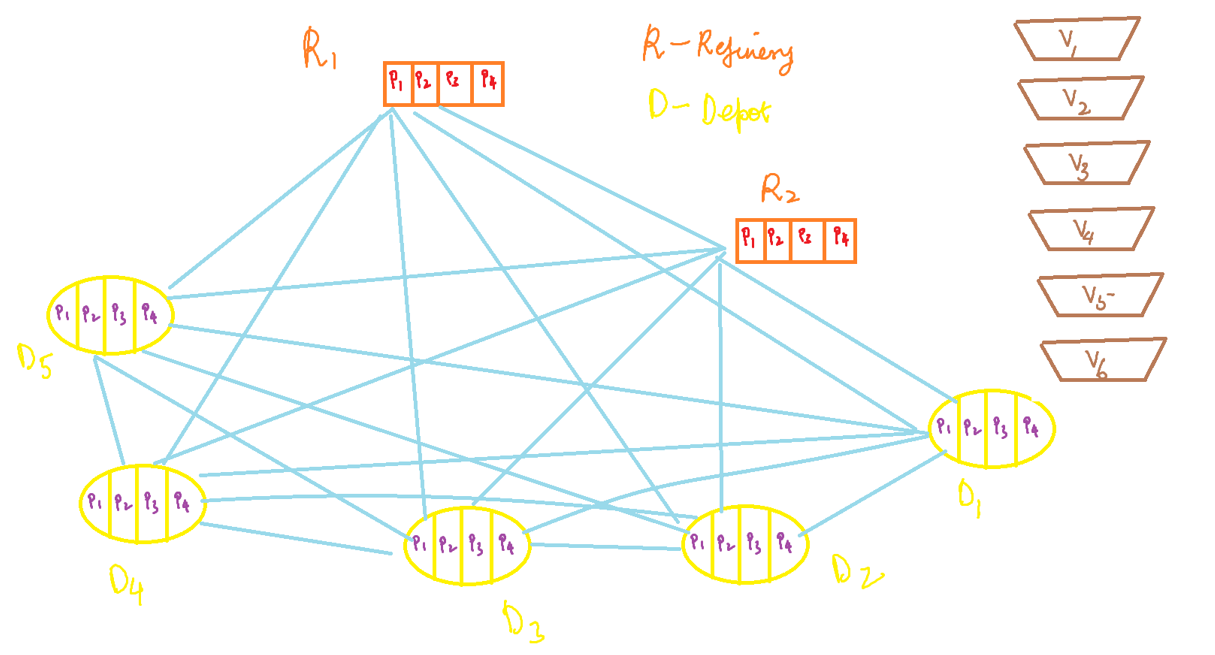 R1
P1 P2 P3 P4
R - Refinery
D - Depot
R2
P1 P2 P3 P4
V1
V2
V3
V4
V5
V6
P1 P2 P3 P4
D5
P1 P2 P3 P4
D1
P1 P2 P3 P4
D4
P1 P2 P3 P4
D3
P1 P2 P3 P4
D2